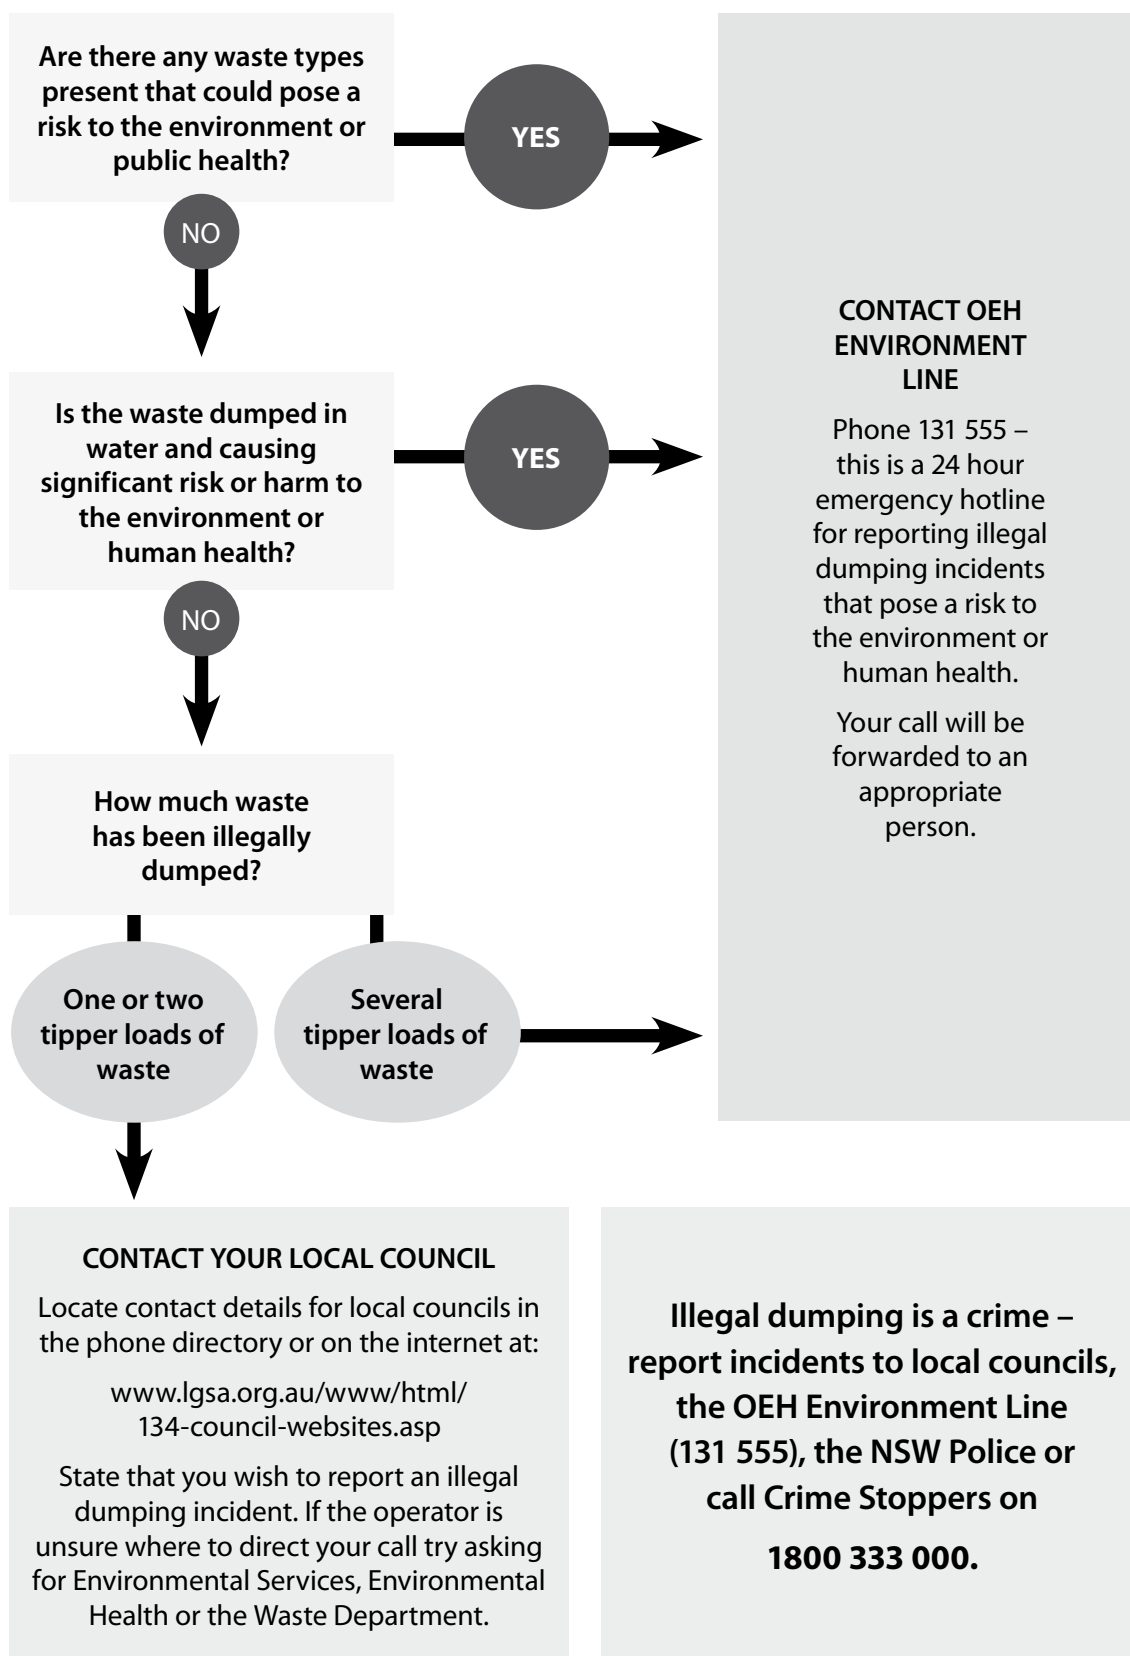 Are there any waste types
present that could pose a
risk to the environment or
public health?
YES
NO
Is the waste dumped in
water and causing
significant risk or harm to
the environment or
human health?
YES
NO
How much waste
has been illegally
dumped?
One or two
tipper loads of
waste
Several
tipper loads of
waste
CONTACT OEH
ENVIRONMENT
LINE
Phone 131 555 –
this is a 24 hour
emergency hotline
for reporting illegal
dumping incidents
that pose a risk to
the environment or
human health.
Your call will be
forwarded to an
appropriate
person.
CONTACT YOUR LOCAL COUNCIL
Locate contact details for local councils in
the phone directory or on the internet at:
www.lgsa.org.au/www/html/
134-council-websites.asp
State that you wish to report an illegal
dumping incident. If the operator is
unsure where to direct your call try asking
for Environmental Services, Environmental
Health or the Waste Department.
Illegal dumping is a crime –
report incidents to local councils,
the OEH Environment Line
(131 555), the NSW Police or
call Crime Stoppers on
1800 333 000.